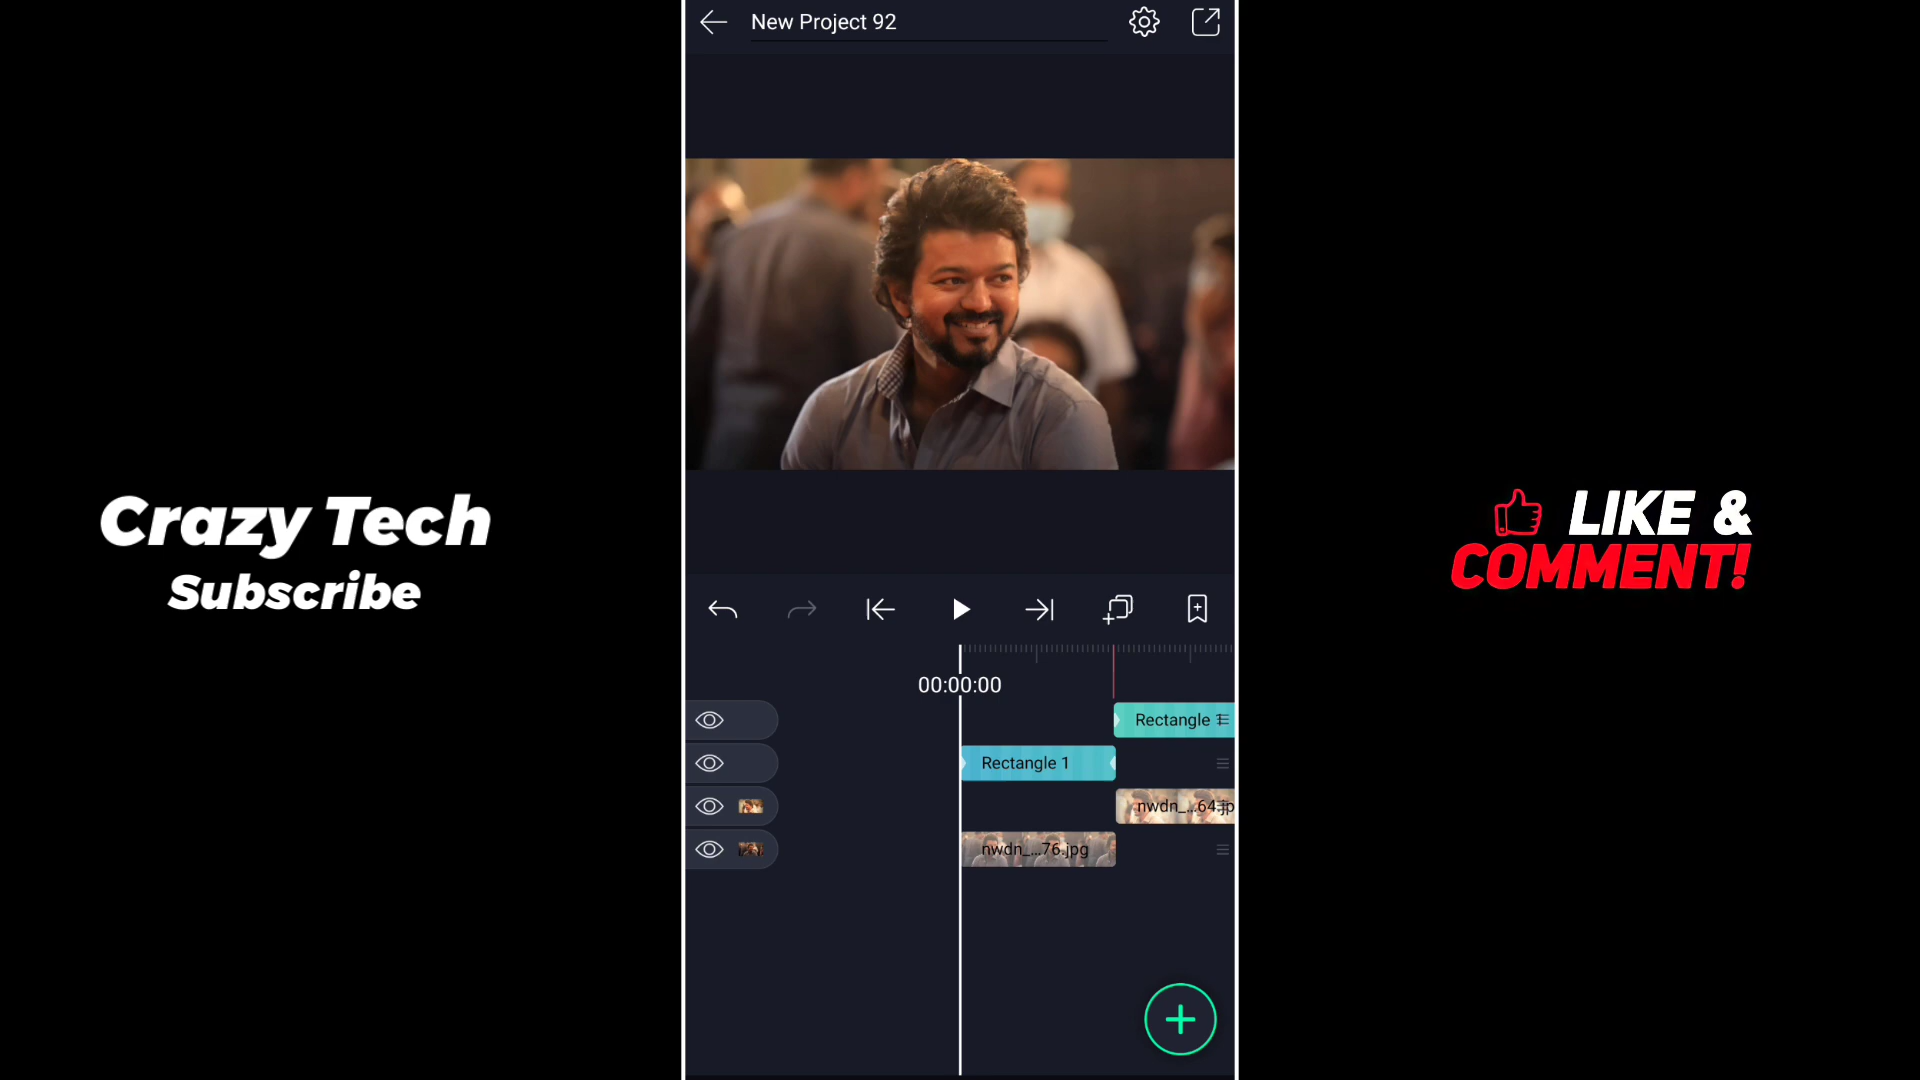 New Project 92
Crazy Tech
Subscribe
LIKE &
COMMENT!
00:00:00
Rectangle 1
Rectangle 1
nwdn_...64.jp
nwdn_...76.jpg